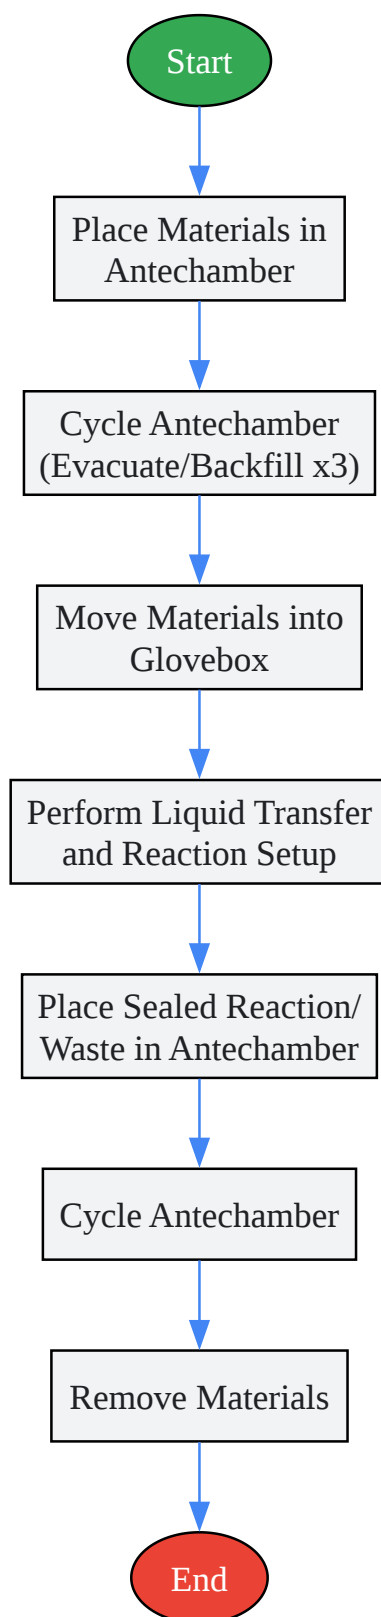 Start
Place Materials in
Antechamber
Cycle Antechamber
(Evacuate/Backfill x3)
Move Materials into
Glovebox
Perform Liquid Transfer
and Reaction Setup
Place Sealed Reaction/
Waste in Antechamber
Cycle Antechamber
Remove Materials
End